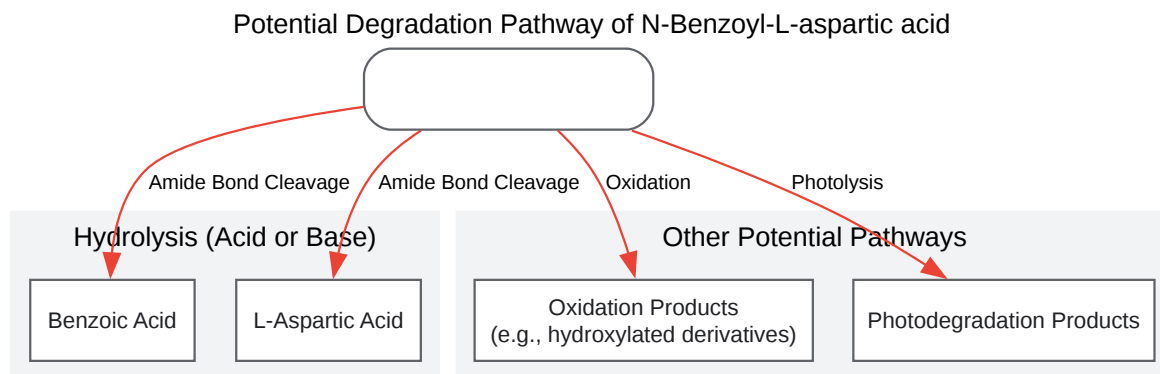 Potential Degradation Pathway of N-Benzoyl-L-aspartic acid
Amide Bond Cleavage
Amide Bond Cleavage
Oxidation
Photolysis
Hydrolysis (Acid or Base)
Other Potential Pathways
Benzoic Acid
L-Aspartic Acid
Oxidation Products
(e.g., hydroxylated derivatives)
Photodegradation Products